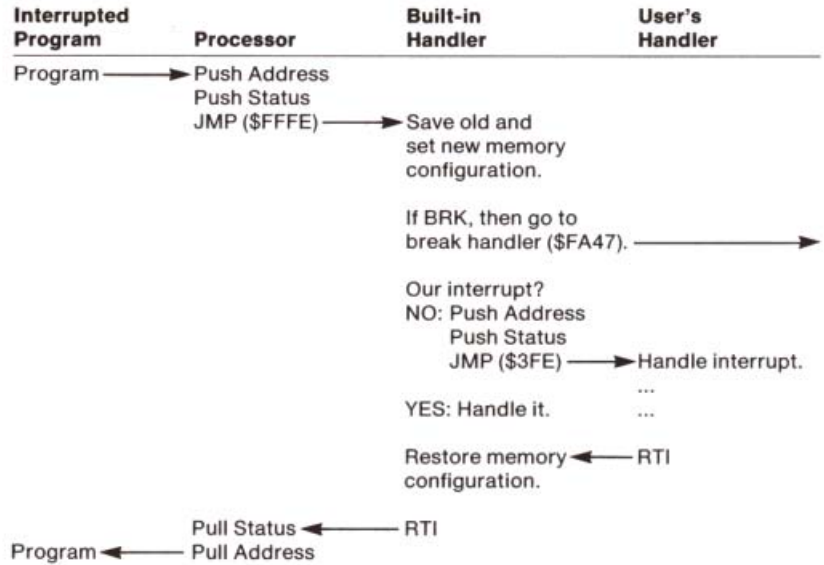 Interrupted Program Processor Built-in Handler User's Handler
Program Push Address
Push Status
JMP ($FFFE) Save old and
set new memory
configuration.
If BRK, then go to
break handler ($FA47).
Our interrupt?
NO: Push Address
Push Status
JMP ($3FE) Handle interrupt.
...
YES: Handle it. ...
Restore memory RTI
configuration.
Pull Status RTI
Program Pull Address